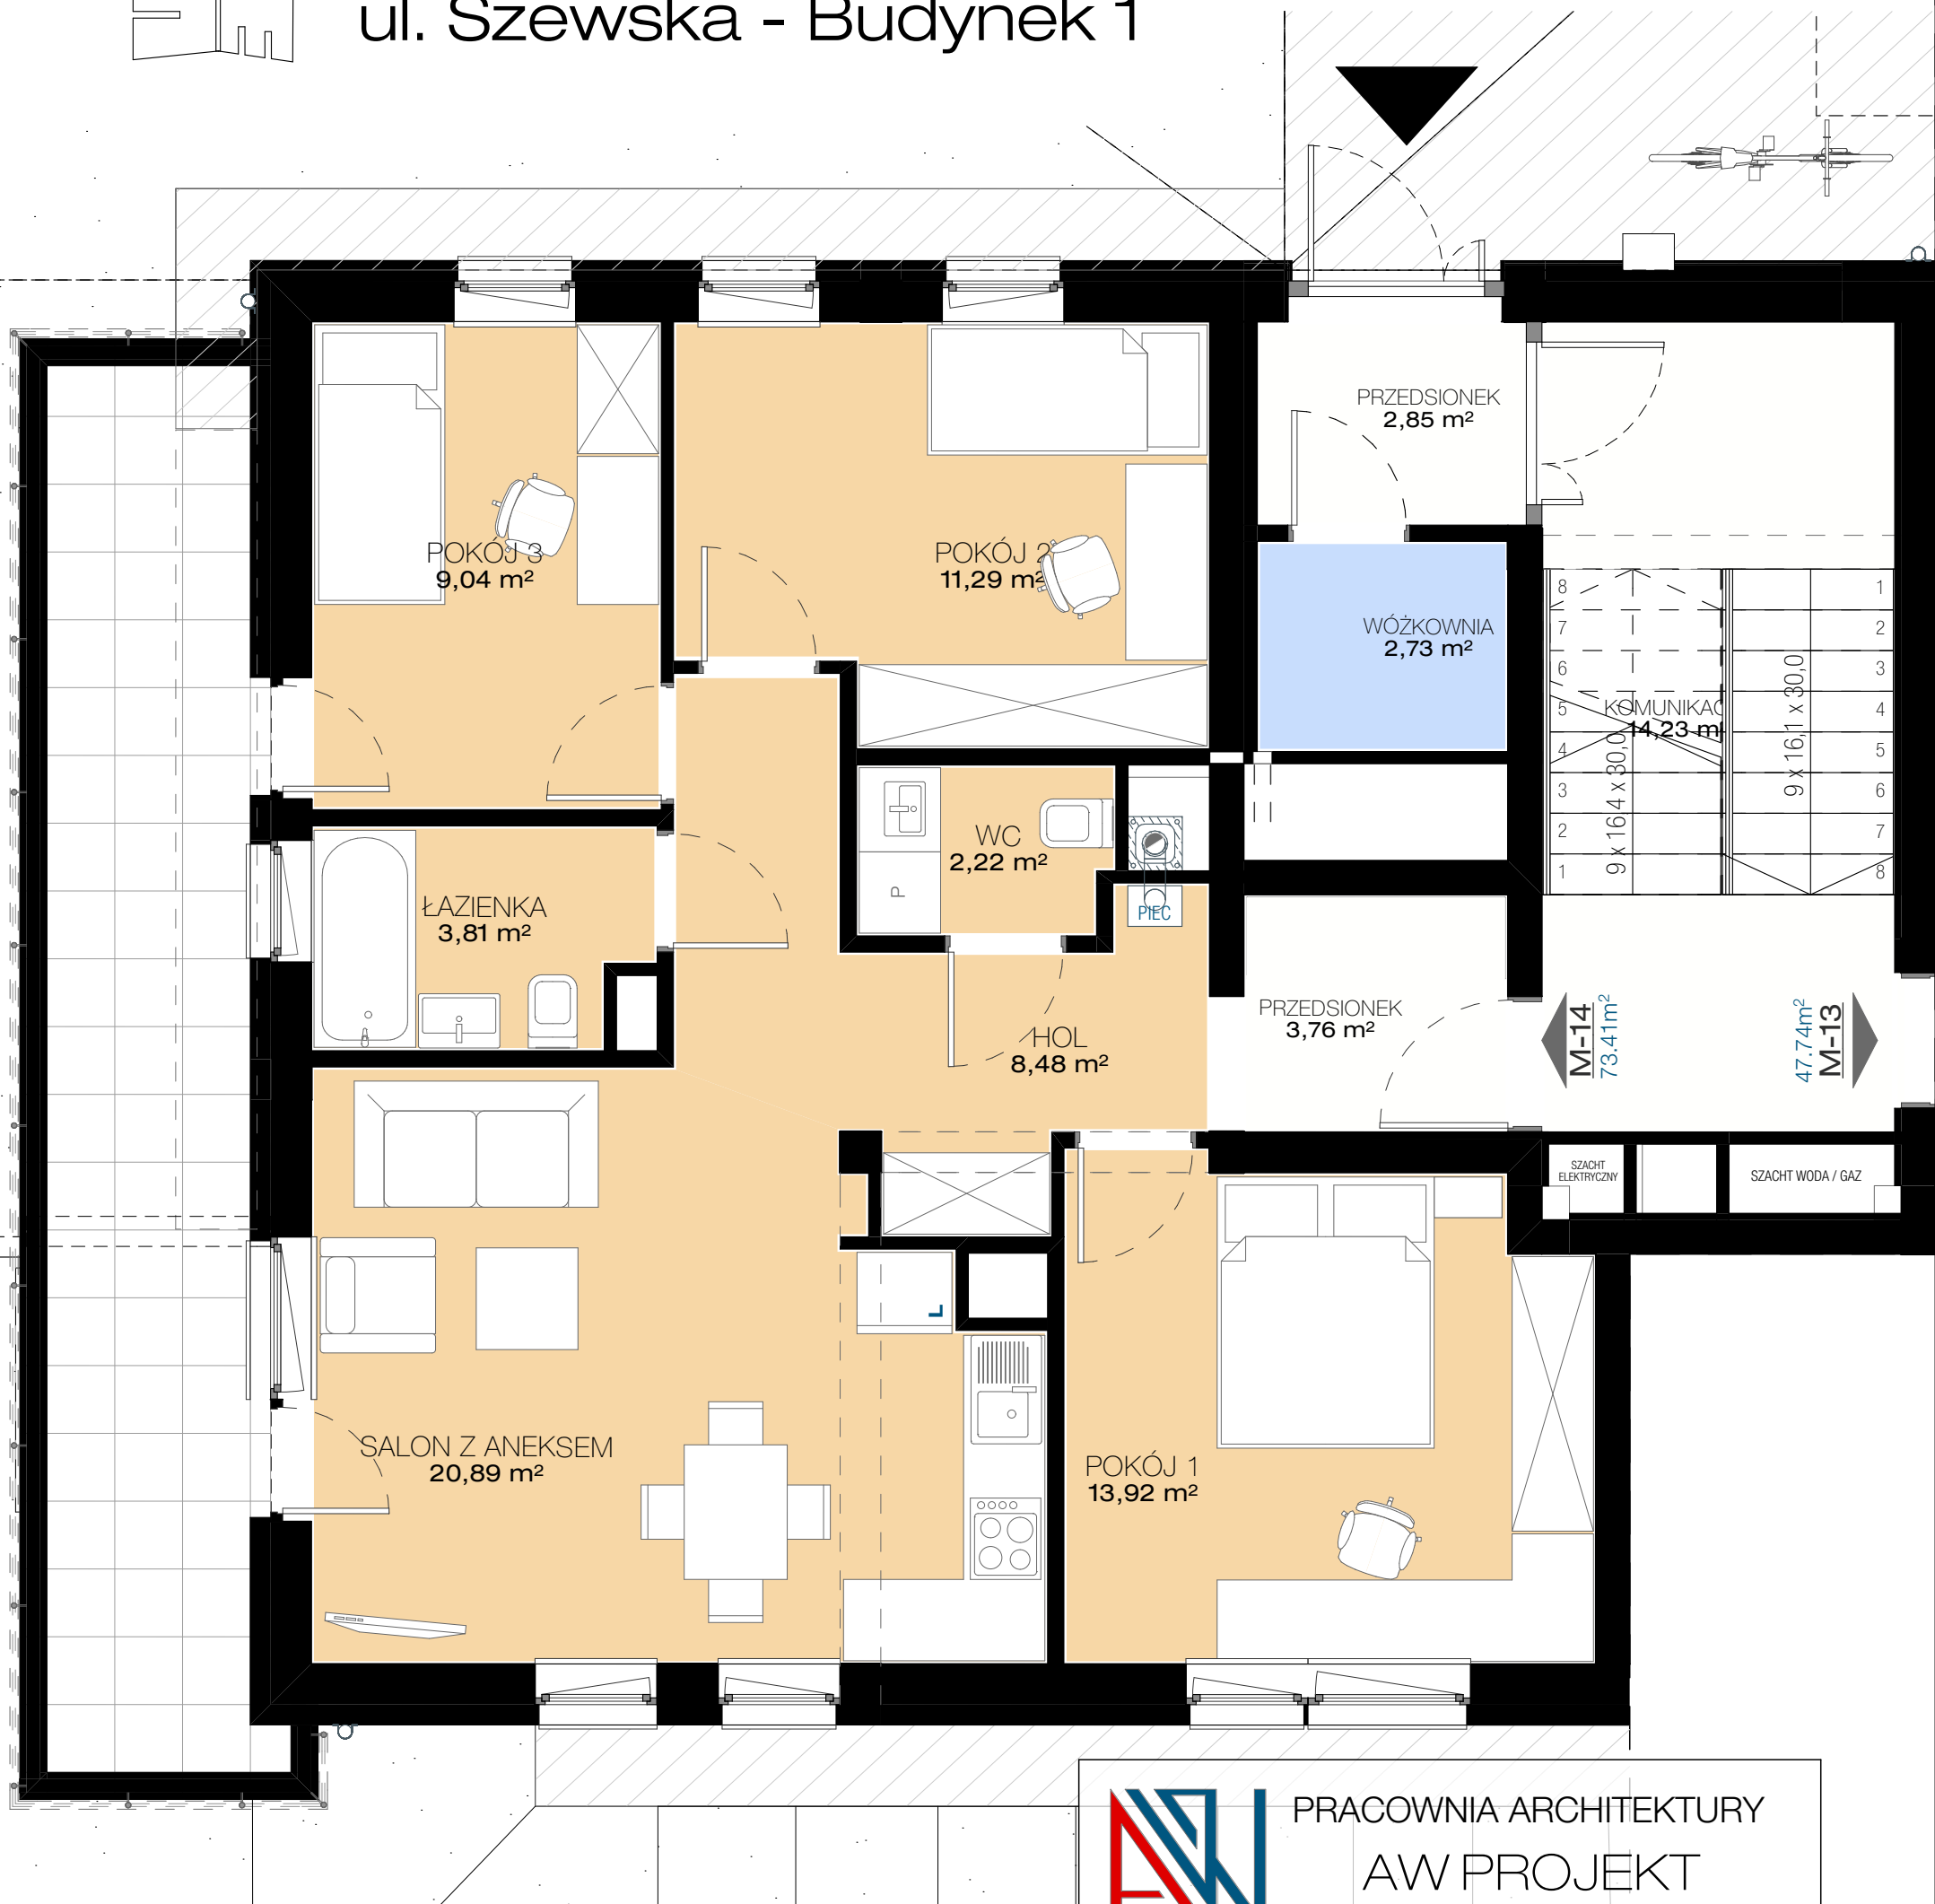 ul. Szewska - Budynek 1
PRZEDSIONEK
2,85 m²
POKÓJ 3
9,04 m²
POKÓJ 2
11,29 m²
WÓŻKOWNIA
2,73 m²
KOMUNIKAC
14,23 m
8
7
6
5
4
3
2
1
9 x 16,4 x 30,0
1
2
3
4
5
6
7
8
9 x 16,1 x 30,0
WC
2,22 m²
P
PIEC
ŁAZIENKA
3,81 m²
HOL
8,48 m²
PRZEDSIONEK
3,76 m²
M-14
73.41m²
47.74m²
M-13
SZACHT
ELEKTRYCZNY
SZACHT WODA / GAZ
L
SALON Z ANEKSEM
20,89 m²
POKÓJ 1
13,92 m²
PRACOWNIA ARCHITEKTURY
AW PROJEKT